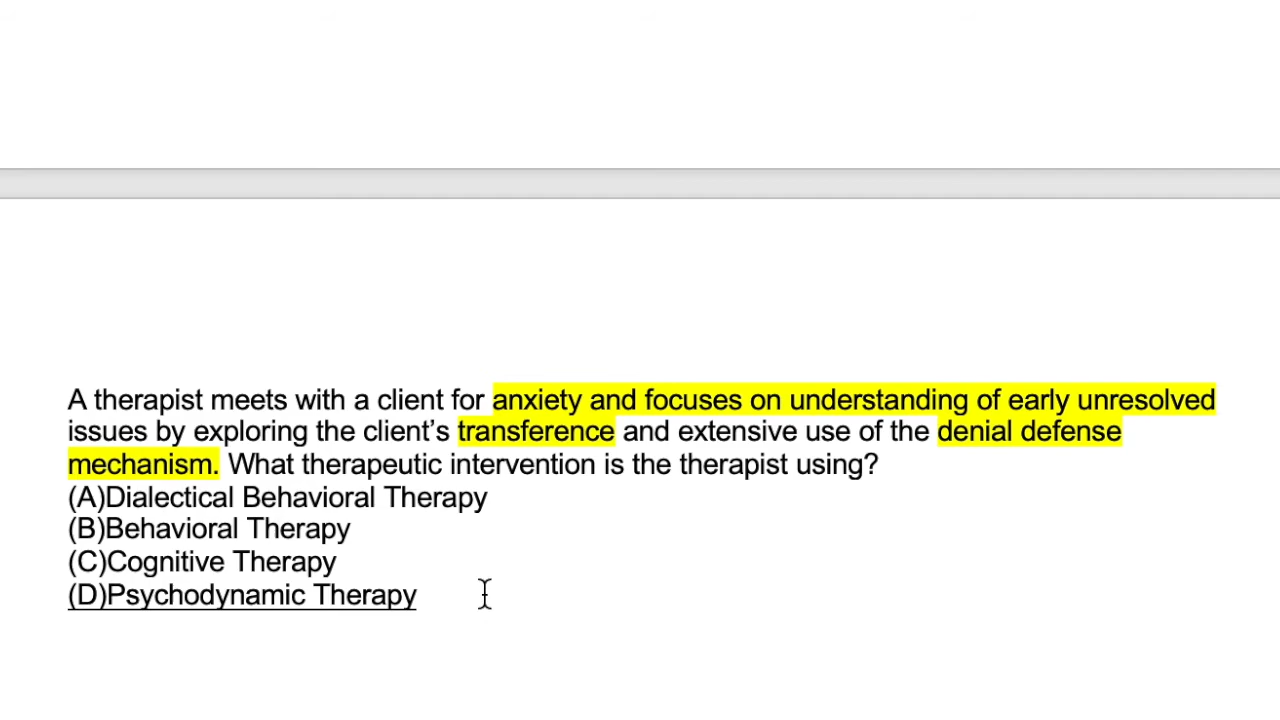 A therapist meets with a client for anxiety and focuses on understanding of early unresolved
issues by exploring the client’s transference and extensive use of the denial defense
mechanism. What therapeutic intervention is the therapist using?
(A)Dialectical Behavioral Therapy
(B)Behavioral Therapy
(C)Cognitive Therapy
(D)Psychodynamic Therapy